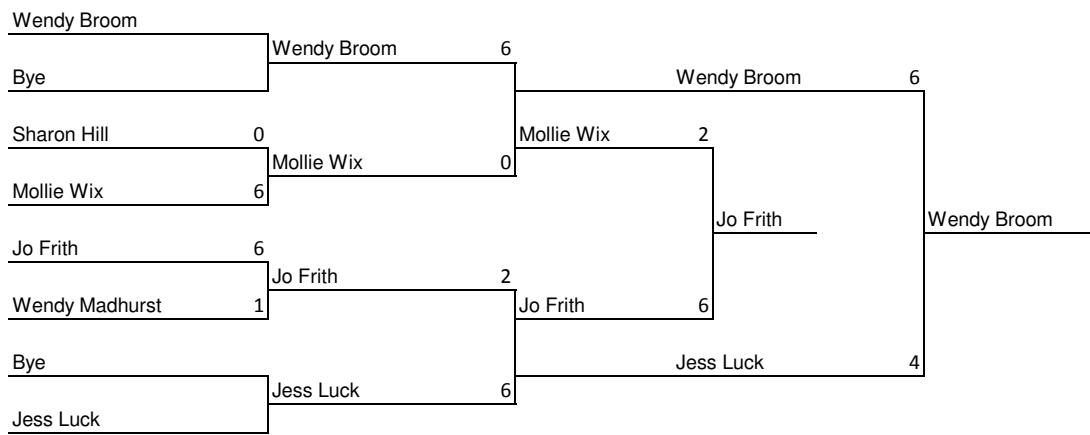 Wendy Broom
Wendy Broom 6
Bye
Wendy Broom 6
Sharon Hill 0
Mollie Wix 2
Mollie Wix 0
Mollie Wix 6
Jo Frith
Wendy Broom
Jo Frith 6
Jo Frith 2
Wendy Madhurst 1
Jo Frith 6
Bye
Jess Luck 4
Jess Luck 6
Jess Luck